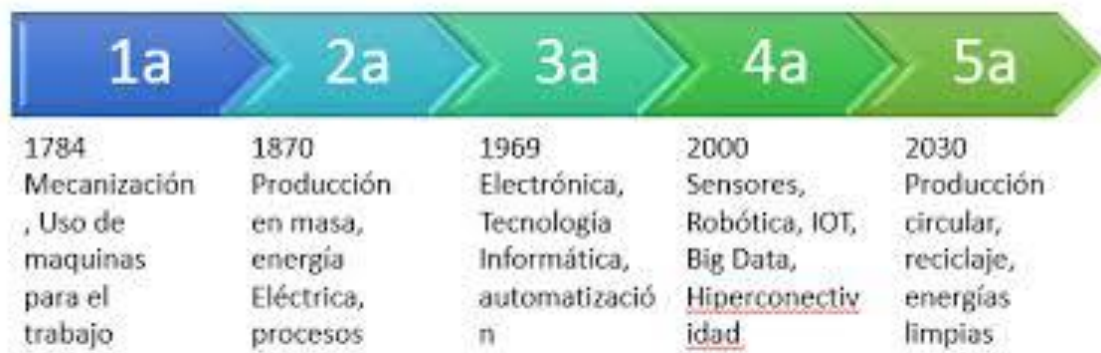 1a
2a
3a
4a
5a
1784
Mecanización
, Uso de
maquinas
para el
trabajo
1870
Producción
en masa,
energía
Eléctrica,
procesos
1969
Electrónica,
Tecnología
Informática,
automatizació
n
2000
Sensores,
Robótica, IOT,
Big Data,
Hiperconectiv
idad
2030
Producción
circular,
reciclaje,
energías
limpias